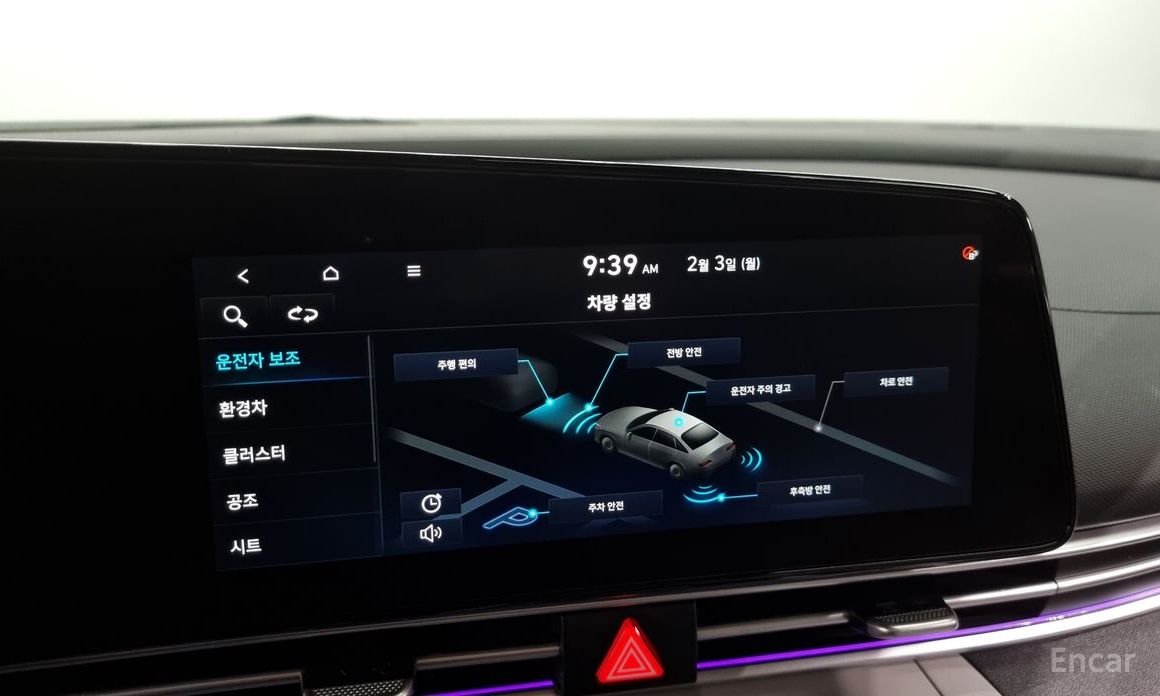 9:39 AM 2월 3일 (월)
차량 설정
운전자 보조
환경차
클러스터
공조
시트
주행 편의
전방 안전
운전자 주의 경고
차로 안전
후측방 안전
주차 안전
Encar